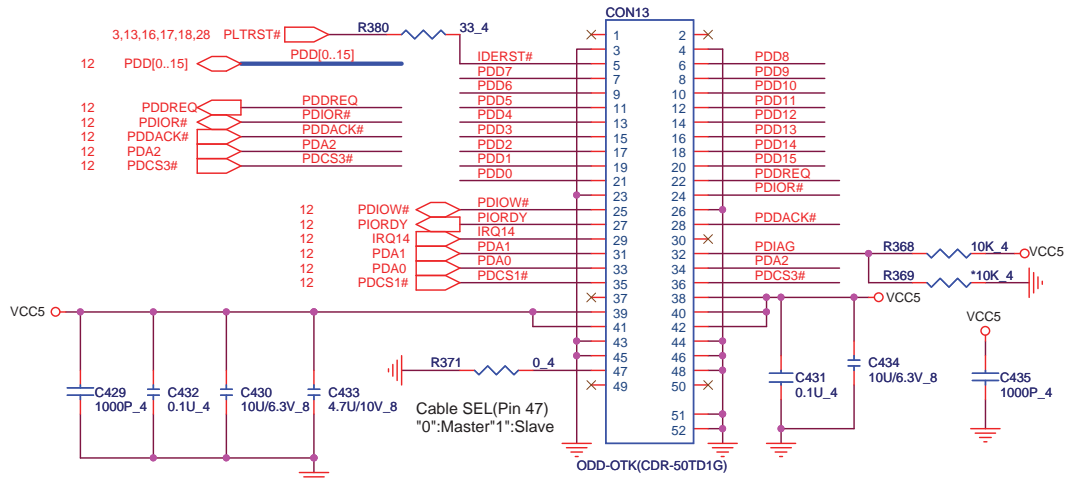 CON13
3,13,16,17,18,28 PLTRST# R380 33_4
1 2
3 4
12 PDD[0..15] PDD[0..15]
IDERST# 5 6 PDD8
PDD7 7 8 PDD9
PDD6 9 10 PDD10
12 PDDREQ PDDREQ PDD5 11 12 PDD11
12 PDIOR# PDIOR# PDD4 13 14 PDD12
12 PDDACK# PDDACK# PDD3 15 16 PDD13
12 PDA2 PDA2 PDD2 17 18 PDD14
12 PDCS3# PDCS3# PDD1 19 20 PDD15
PDD0 21 22 PDDREQ
23 24 PDIOR#
12 PDIOW# PDIOW# 25 26
12 PIORDY PIORDY 27 28 PDDACK#
12 IRQ14 IRQ14 29 30
12 PDA1 PDA1 31 32 PDIAG R368 10K_4 VCC5
12 PDA0 PDA0 33 34 PDA2
12 PDCS1# PDCS1# 35 36 PDCS3# R369 *10K_4
37 38 VCC5
VCC5 39 40 VCC5
41 42
43 44
45 46
R371 0_4 47 48
49 50
51
52
C429
1000P_4
C432
0.1U_4
C430
10U/6.3V_8
C433
4.7U/10V_8
Cable SEL(Pin 47)
"0":Master"1":Slave
C431
0.1U_4
C434
10U/6.3V_8
C435
1000P_4
ODD-OTK(CDR-50TD1G)